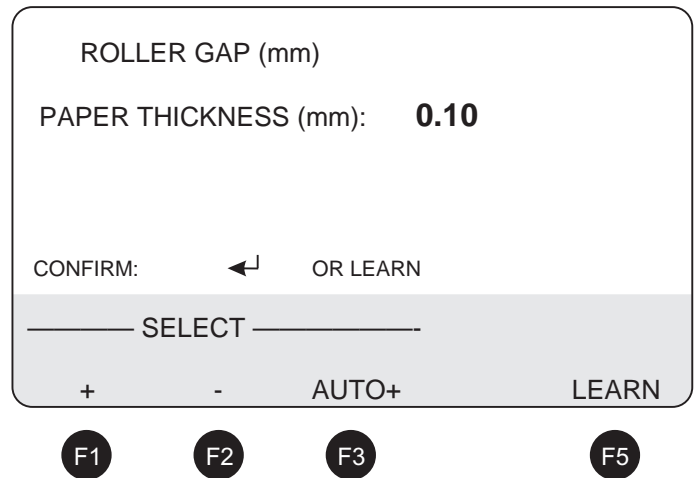 ROLLER GAP (mm)
PAPER THICKNESS (mm): 0.10
CONFIRM: OR LEARN
———— SELECT ——————-
+ - AUTO+ LEARN
F1 F2 F3 F5